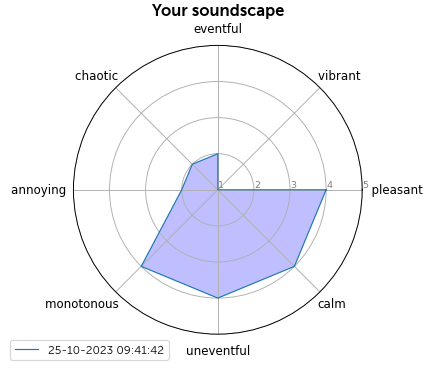 Your soundscape
eventful
chaotic
vibrant
annoying
1
2
3
4
5
pleasant
monotonous
calm
uneventful
25-10-2023 09:41:42